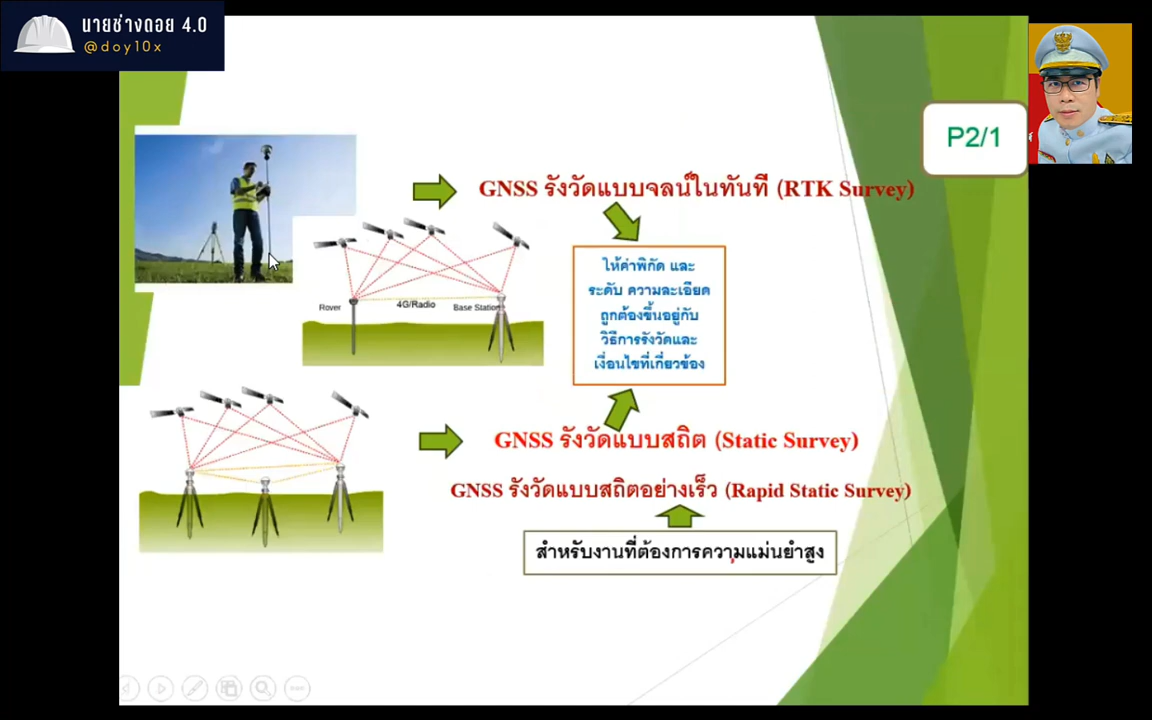 นายช่างดอย 4.0
@doy10x
P2/1
GNSS รังวัดแบบจลน์ในทันที (RTK Survey)
ให้ค่าพิกัด และ
ระดับ ความละเอียด
ถูกต้องขึ้นอยู่กับ
วิธีการรังวัดและ
เงื่อนไขที่เกี่ยวข้อง
Rover
4G/Radio
Base Station
GNSS รังวัดแบบสถิต (Static Survey)
GNSS รังวัดแบบสถิตอย่างเร็ว (Rapid Static Survey)
สำหรับงานที่ต้องการความแม่นยำสูง